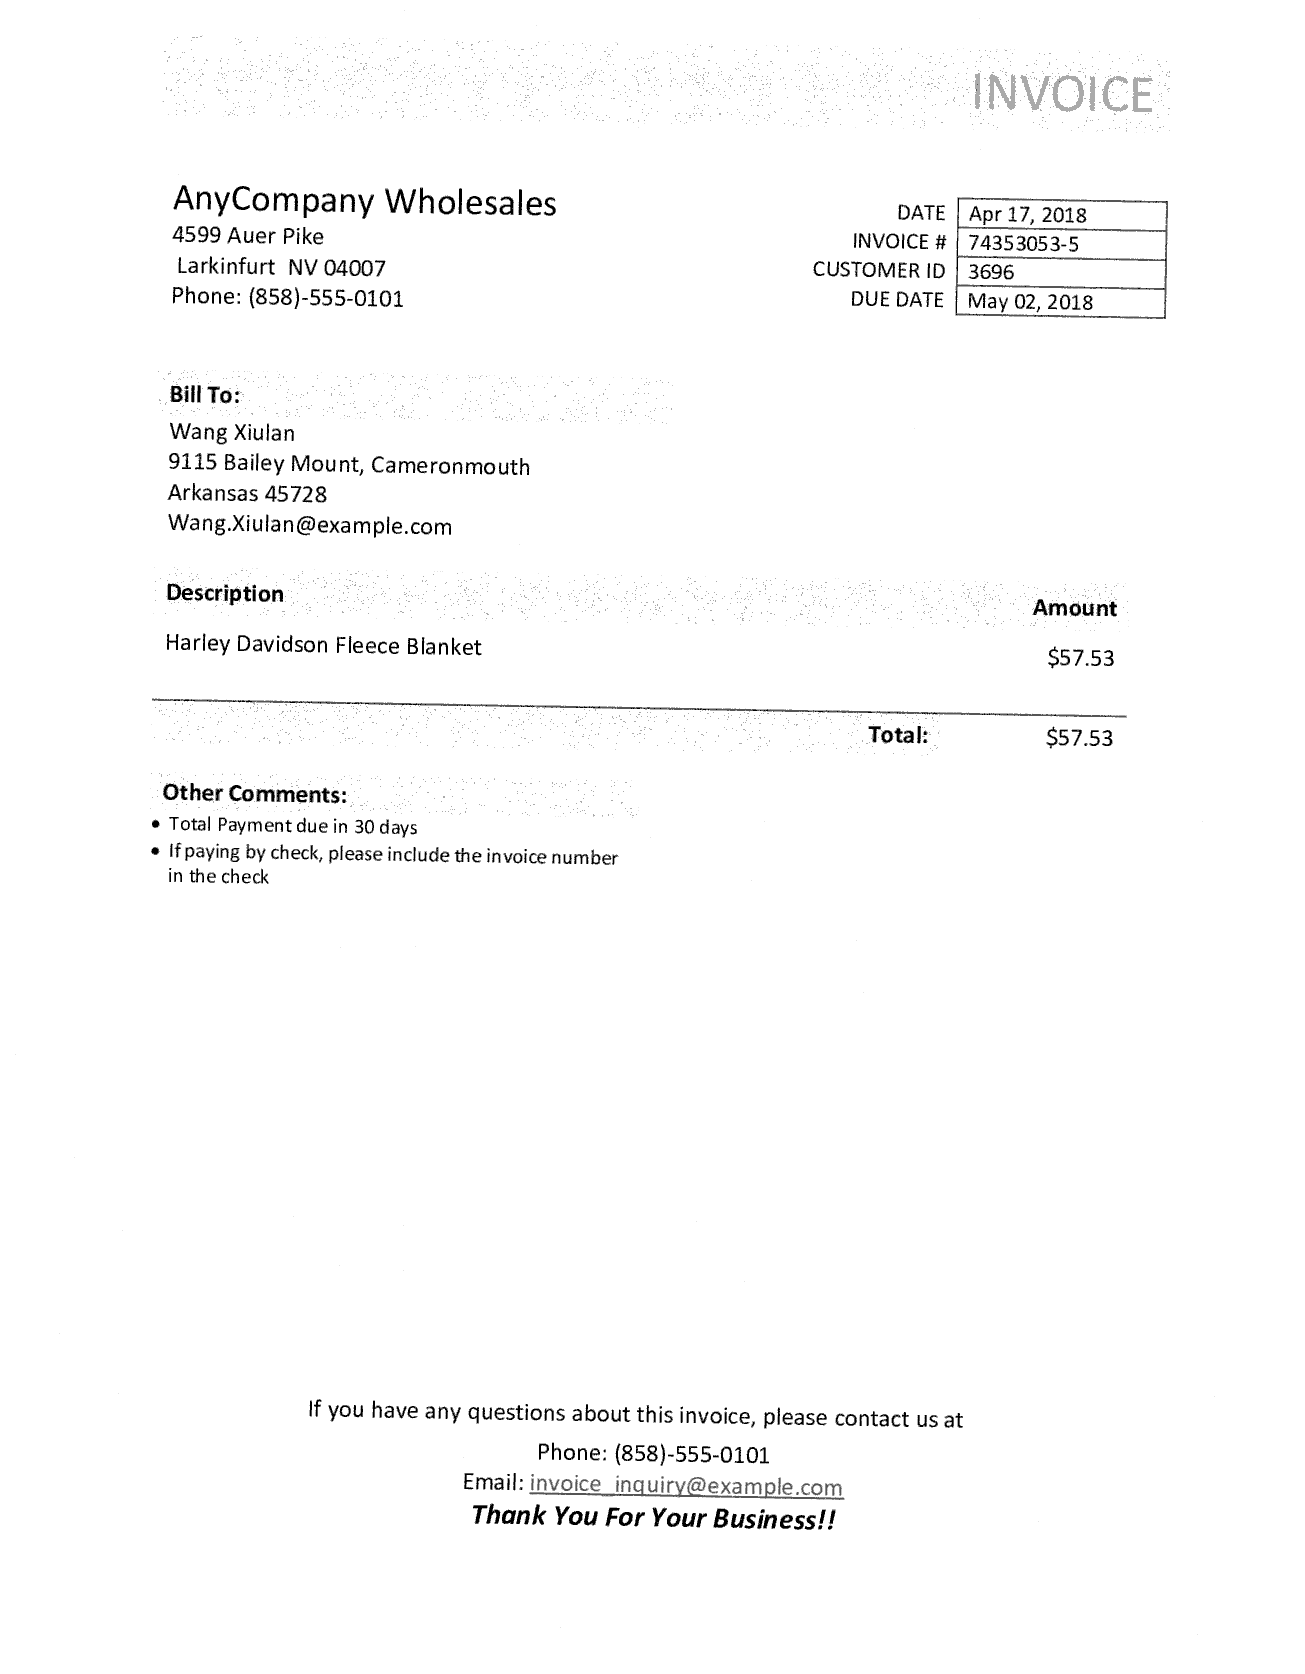 INVOICE
AnyCompany Wholesales
4599 Auer Pike
Larkinfurt NV 04007
Phone: (858)-555-0101
DATE Apr 17, 2018
INVOICE # 74353053-5
CUSTOMER ID 3696
DUE DATE May 02, 2018
Bill To:
Wang Xiulan
9115 Bailey Mount, Cameronmouth
Arkansas 45728
Wang.Xiulan@example.com
Description Amount
Harley Davidson Fleece Blanket $57.53
Total: $57.53
Other Comments:
• Total Payment due in 30 days
• If paying by check, please include the invoice number
in the check
If you have any questions about this invoice, please contact us at
Phone: (858)-555-0101
Email: invoice_inquiry@example.com
Thank You For Your Business!!